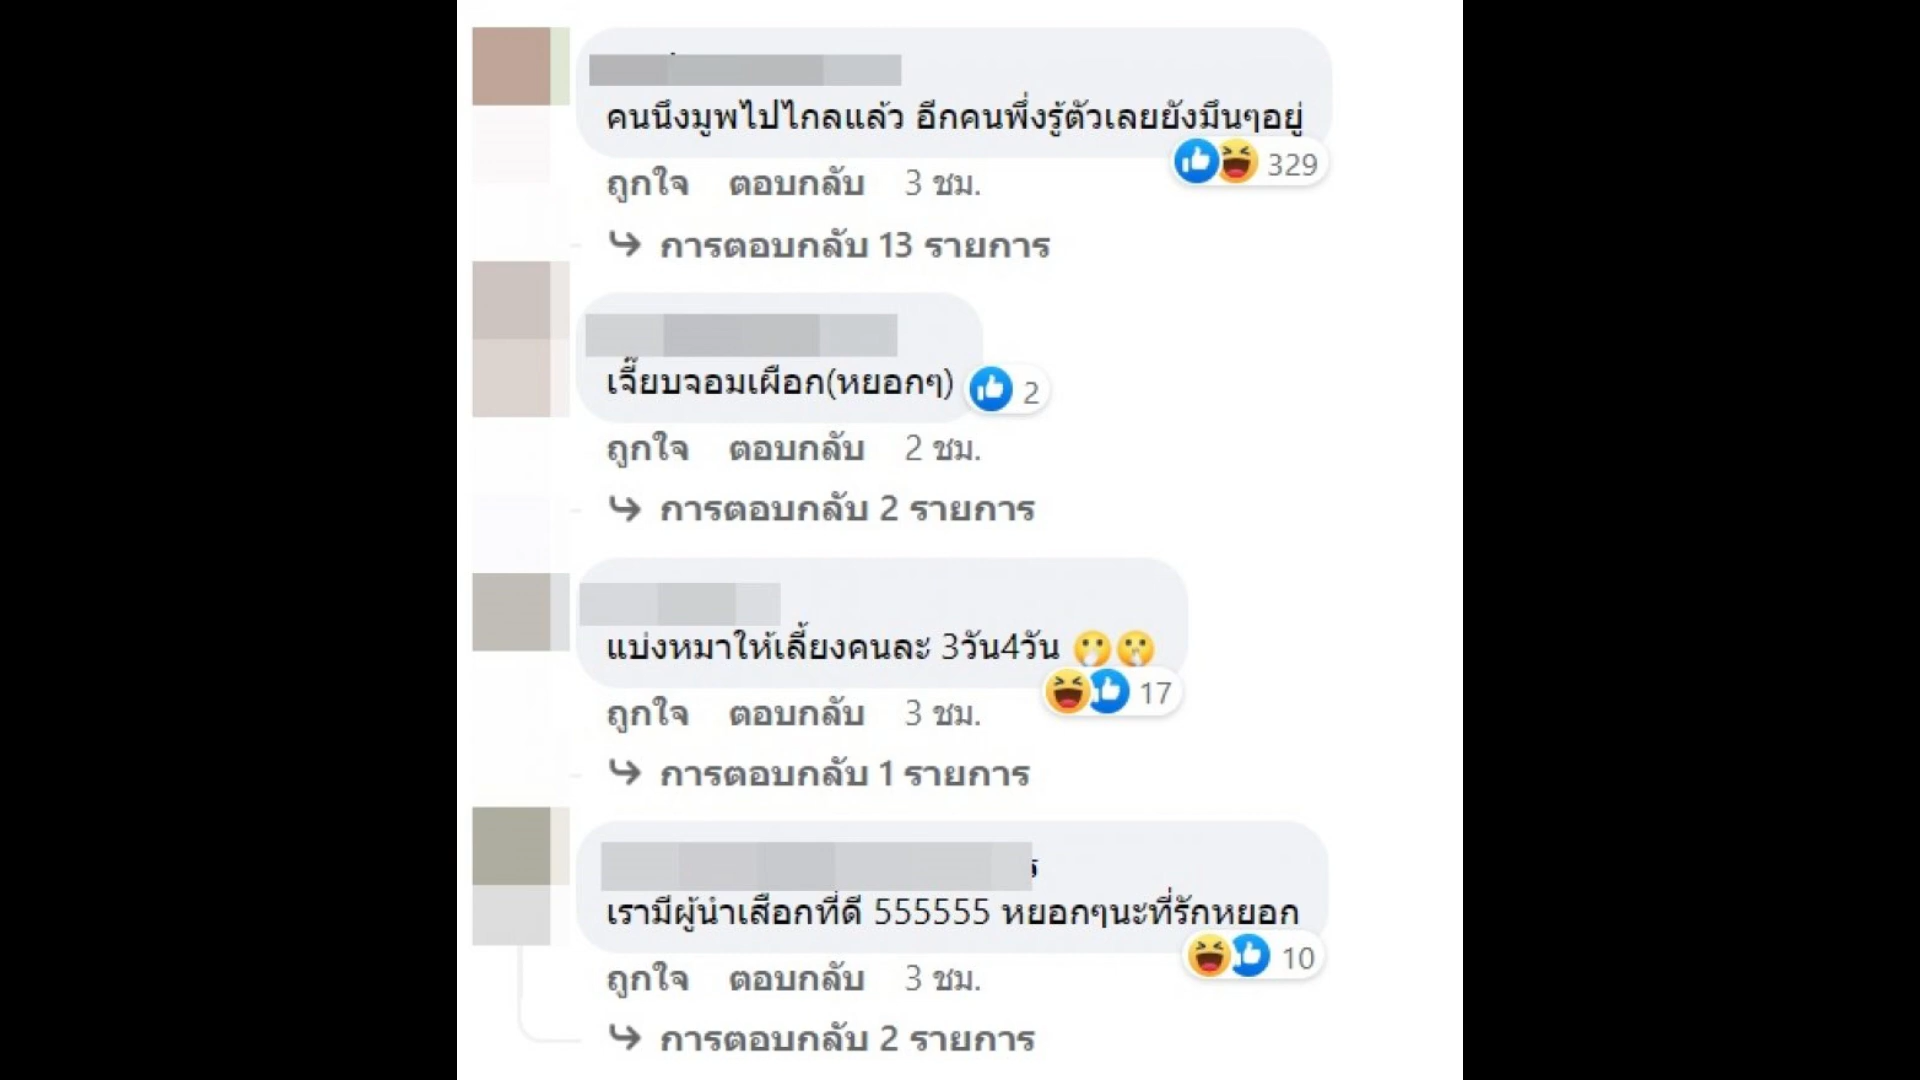 คนนึงมูพไปไกลแล้ว อีกคนพึ่งรู้ตัวเลยยังมึนๆอยู่
329
ถูกใจ ตอบกลับ 3 ชม.
การตอบกลับ 13 รายการ
เจี๊ยบจอมเผือก(หยอกๆ)
2
ถูกใจ ตอบกลับ 2 ชม.
การตอบกลับ 2 รายการ
แบ่งหมาให้เลี้ยงคนละ 3วัน4วัน 🤭🤫
17
ถูกใจ ตอบกลับ 3 ชม.
การตอบกลับ 1 รายการ
เรามีผู้นำเสือกที่ดี 555555 หยอกๆนะที่รักหยอก
10
ถูกใจ ตอบกลับ 3 ชม.
การตอบกลับ 2 รายการ